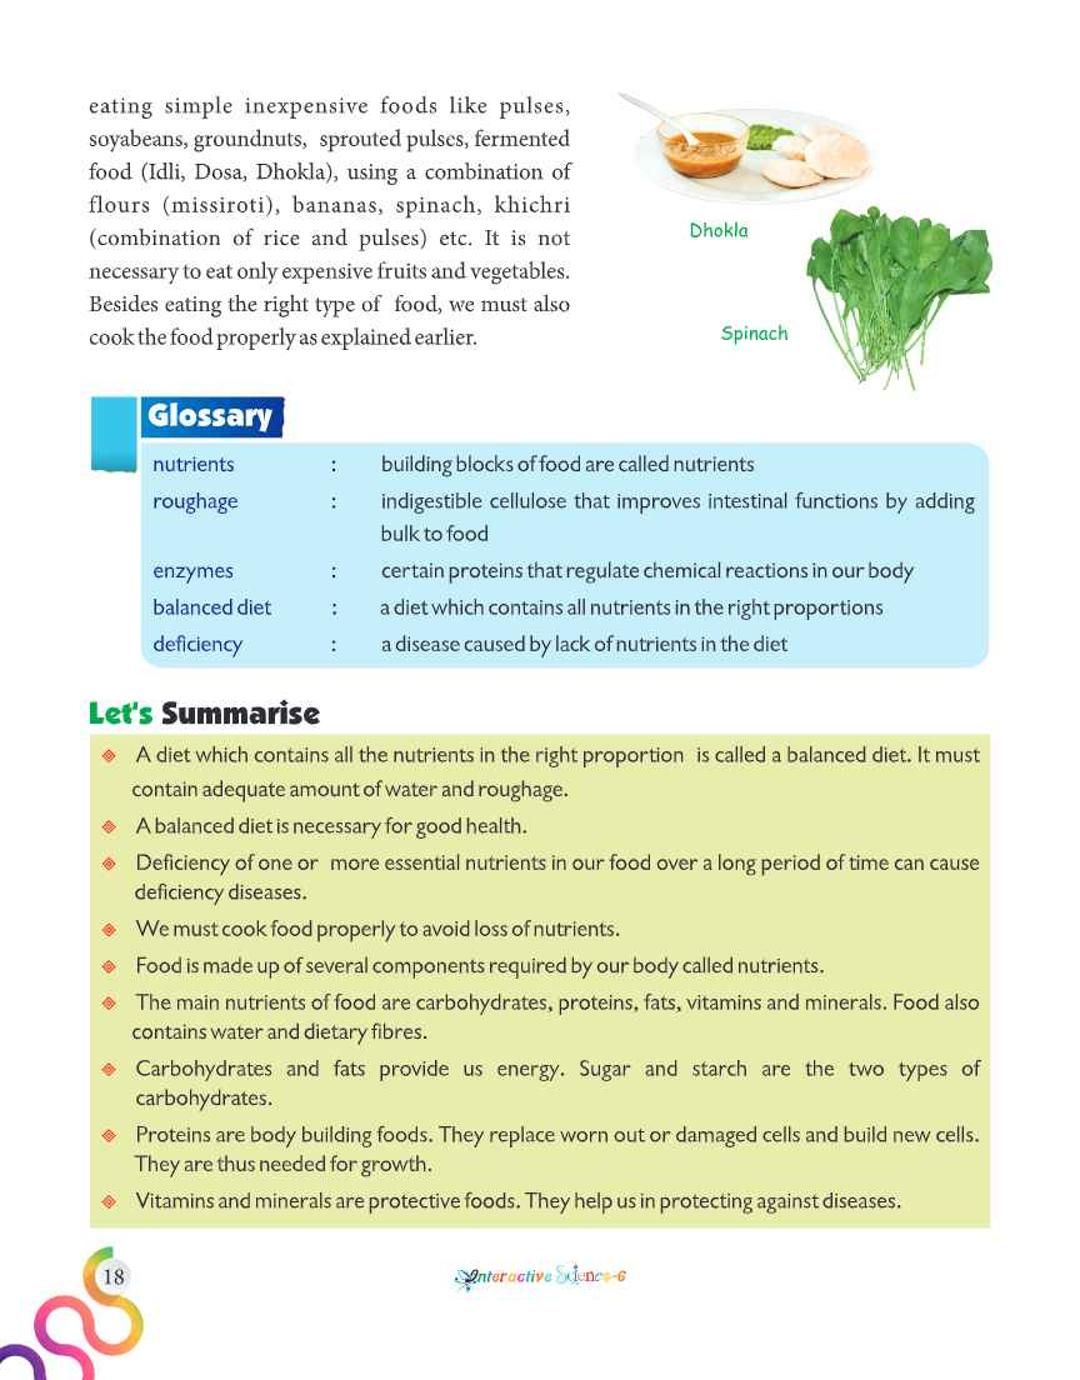 eating simple inexpensive foods like pulses,
soyabeans, groundnuts, sprouted pulses, fermented
food (Idli, Dosa, Dhokla), using a combination of
flours (missiroti), bananas, spinach, khichri
(combination of rice and pulses) etc. It is not
necessary to eat only expensive fruits and vegetables.
Besides eating the right type of food, we must also
cook the food properly as explained earlier.
Dhokla
Spinach
Glossary
nutrients : building blocks of food are called nutrients
roughage : indigestible cellulose that improves intestinal functions by adding
bulk to food
enzymes : certain proteins that regulate chemical reactions in our body
balanced diet : a diet which contains all nutrients in the right proportions
deficiency : a disease caused by lack of nutrients in the diet
Let's Summarise
A diet which contains all the nutrients in the right proportion is called a balanced diet. It must
contain adequate amount of water and roughage.
A balanced diet is necessary for good health.
Deficiency of one or more essential nutrients in our food over a long period of time can cause
deficiency diseases.
We must cook food properly to avoid loss of nutrients.
Food is made up of several components required by our body called nutrients.
The main nutrients of food are carbohydrates, proteins, fats, vitamins and minerals. Food also
contains water and dietary fibres.
Carbohydrates and fats provide us energy. Sugar and starch are the two types of
carbohydrates.
Proteins are body building foods. They replace worn out or damaged cells and build new cells.
They are thus needed for growth.
Vitamins and minerals are protective foods. They help us in protecting against diseases.
18
Interactive Science-6